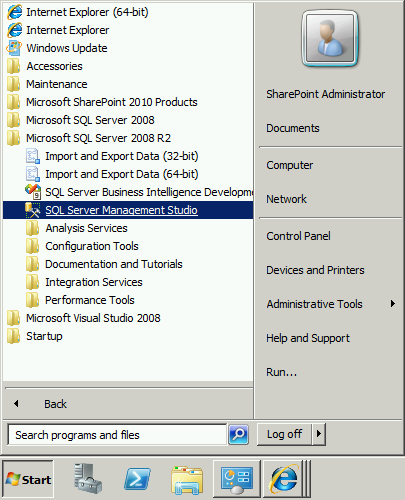 Internet Explorer (64-bit)
Internet Explorer
Windows Update
Accessories
Maintenance
Microsoft SharePoint 2010 Products
Microsoft SQL Server 2008
Microsoft SQL Server 2008 R2
Import and Export Data (32-bit)
Import and Export Data (64-bit)
SQL Server Business Intelligence Developm
SQL Server Management Studio
Analysis Services
Configuration Tools
Documentation and Tutorials
Integration Services
Performance Tools
Microsoft Visual Studio 2008
Startup
Back
Search programs and files
SharePoint Administrator
Documents
Computer
Network
Control Panel
Devices and Printers
Administrative Tools
Help and Support
Run...
Log off
Start